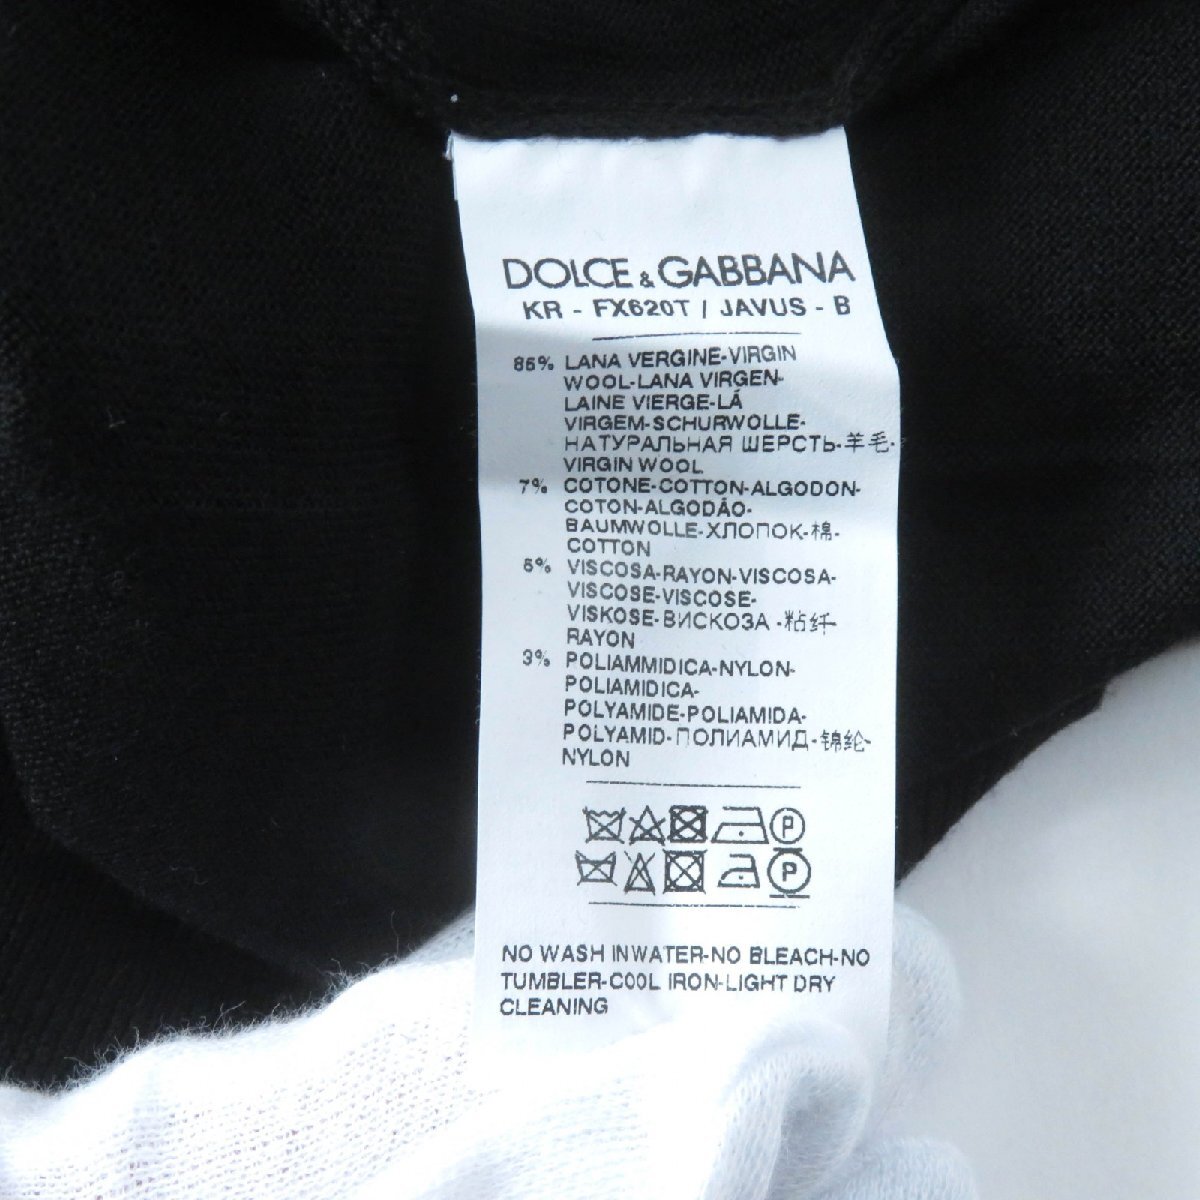 DOLCE & GABBANA
KR - FX620T / JAVUS - B
85% LANA VERGINE-VIRGIN
WOOL-LANA VIRGEN-
LAINE VIERGE-LÃ
VIRGEM-SCHURWOLLE-
НАТУРАЛЬНАЯ ШЕРСТЬ-羊毛-
VIRGIN WOOL
7% COTONE-COTTON-ALGODON-
COTON-ALGODÃO-
BAUMWOLLE-ХЛОПОК-棉-
COTTON
5% VISCOSA-RAYON-VISCOSA-
VISCOSE-VISCOSE-
VISKOSE-ВИСКОЗА -粘纤-
RAYON
3% POLIAMMIDICA-NYLON-
POLIAMIDICA-
POLYAMIDE-POLIAMIDA-
POLYAMID-ПОЛИАМИД-锦纶-
NYLON
P
P
NO WASH IN WATER-NO BLEACH-NO
TUMBLER-COOL IRON-LIGHT DRY
CLEANING